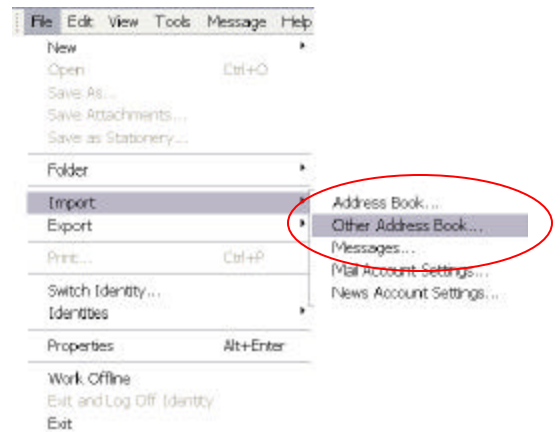 File Edit View Tools Message Help
New
Open Ctrl+O
Save As...
Save Attachments...
Save as Stationery...
Folder
Import
Export
Print... Ctrl+P
Switch Identity...
Identities
Properties Alt+Enter
Work Offline
Exit and Log Off Identity
Exit
Address Book...
Other Address Book...
Messages...
Mail Account Settings...
News Account Settings...